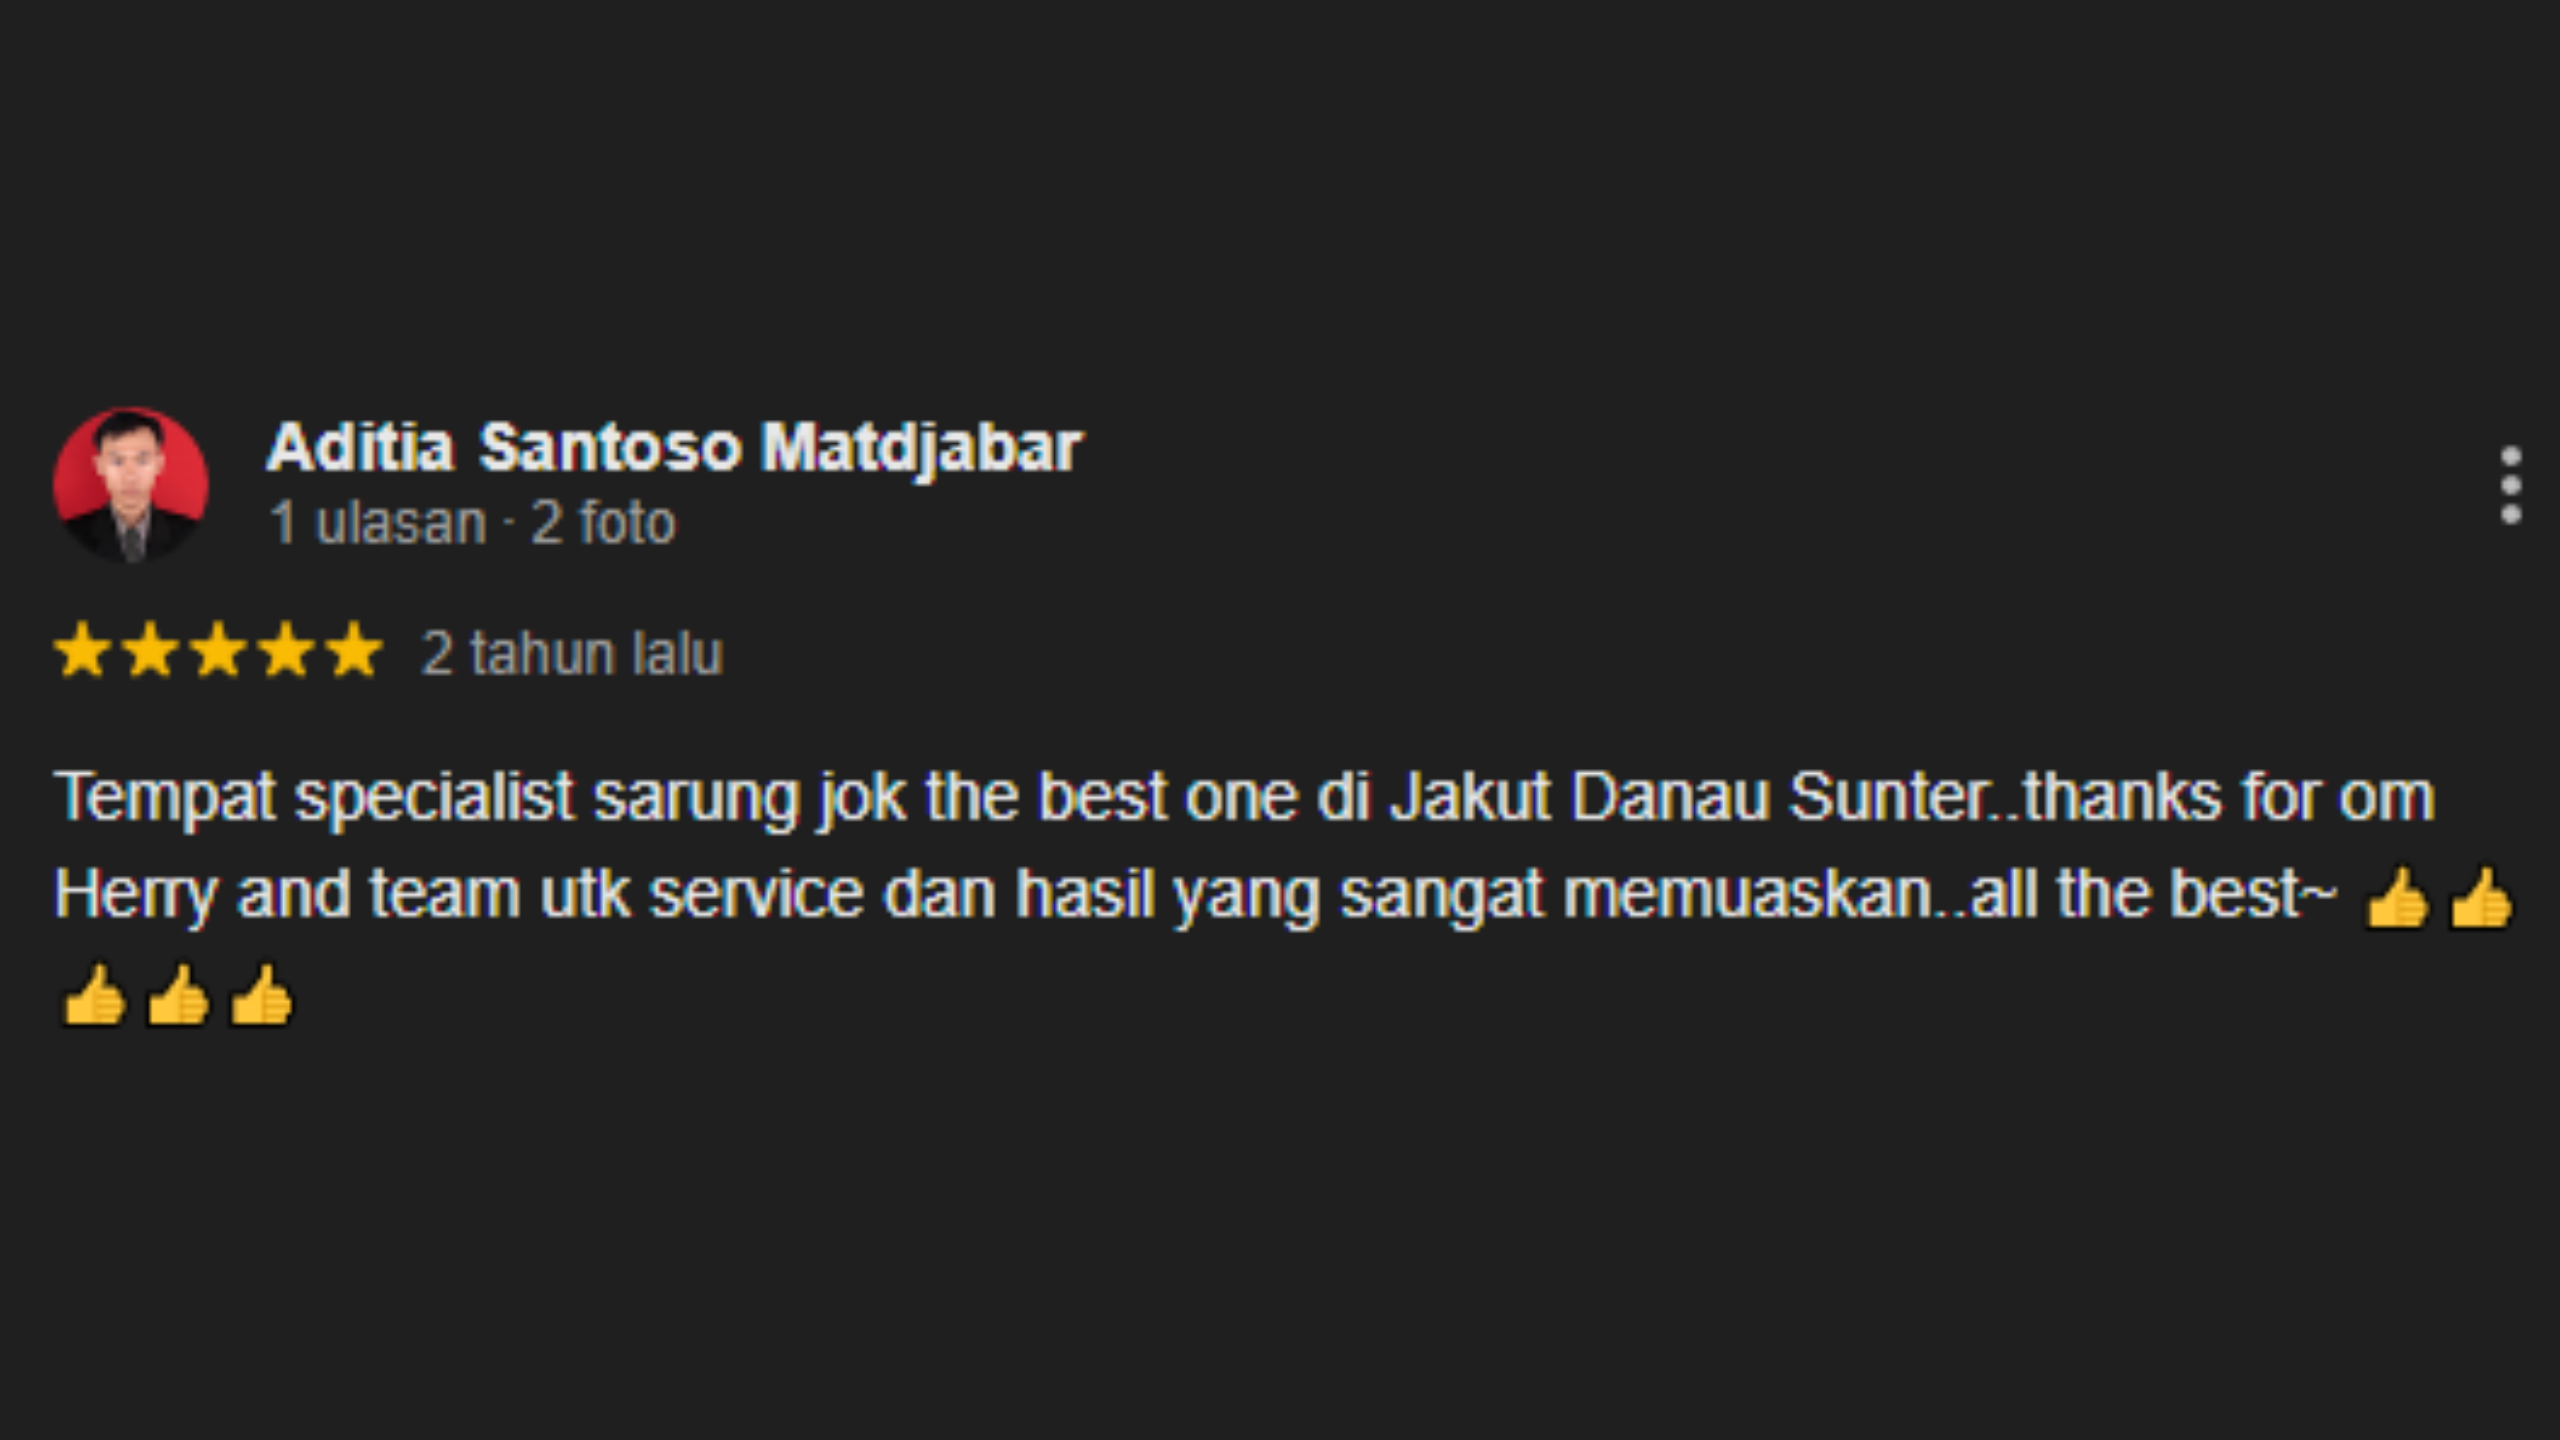 Aditia Santoso Matdjabar
1 ulasan · 2 foto
★★★★★ 2 tahun lalu
Tempat specialist sarung jok the best one di Jakut Danau Sunter..thanks for om
Herry and team utk service dan hasil yang sangat memuaskan..all the best~ 👍👍
👍👍👍